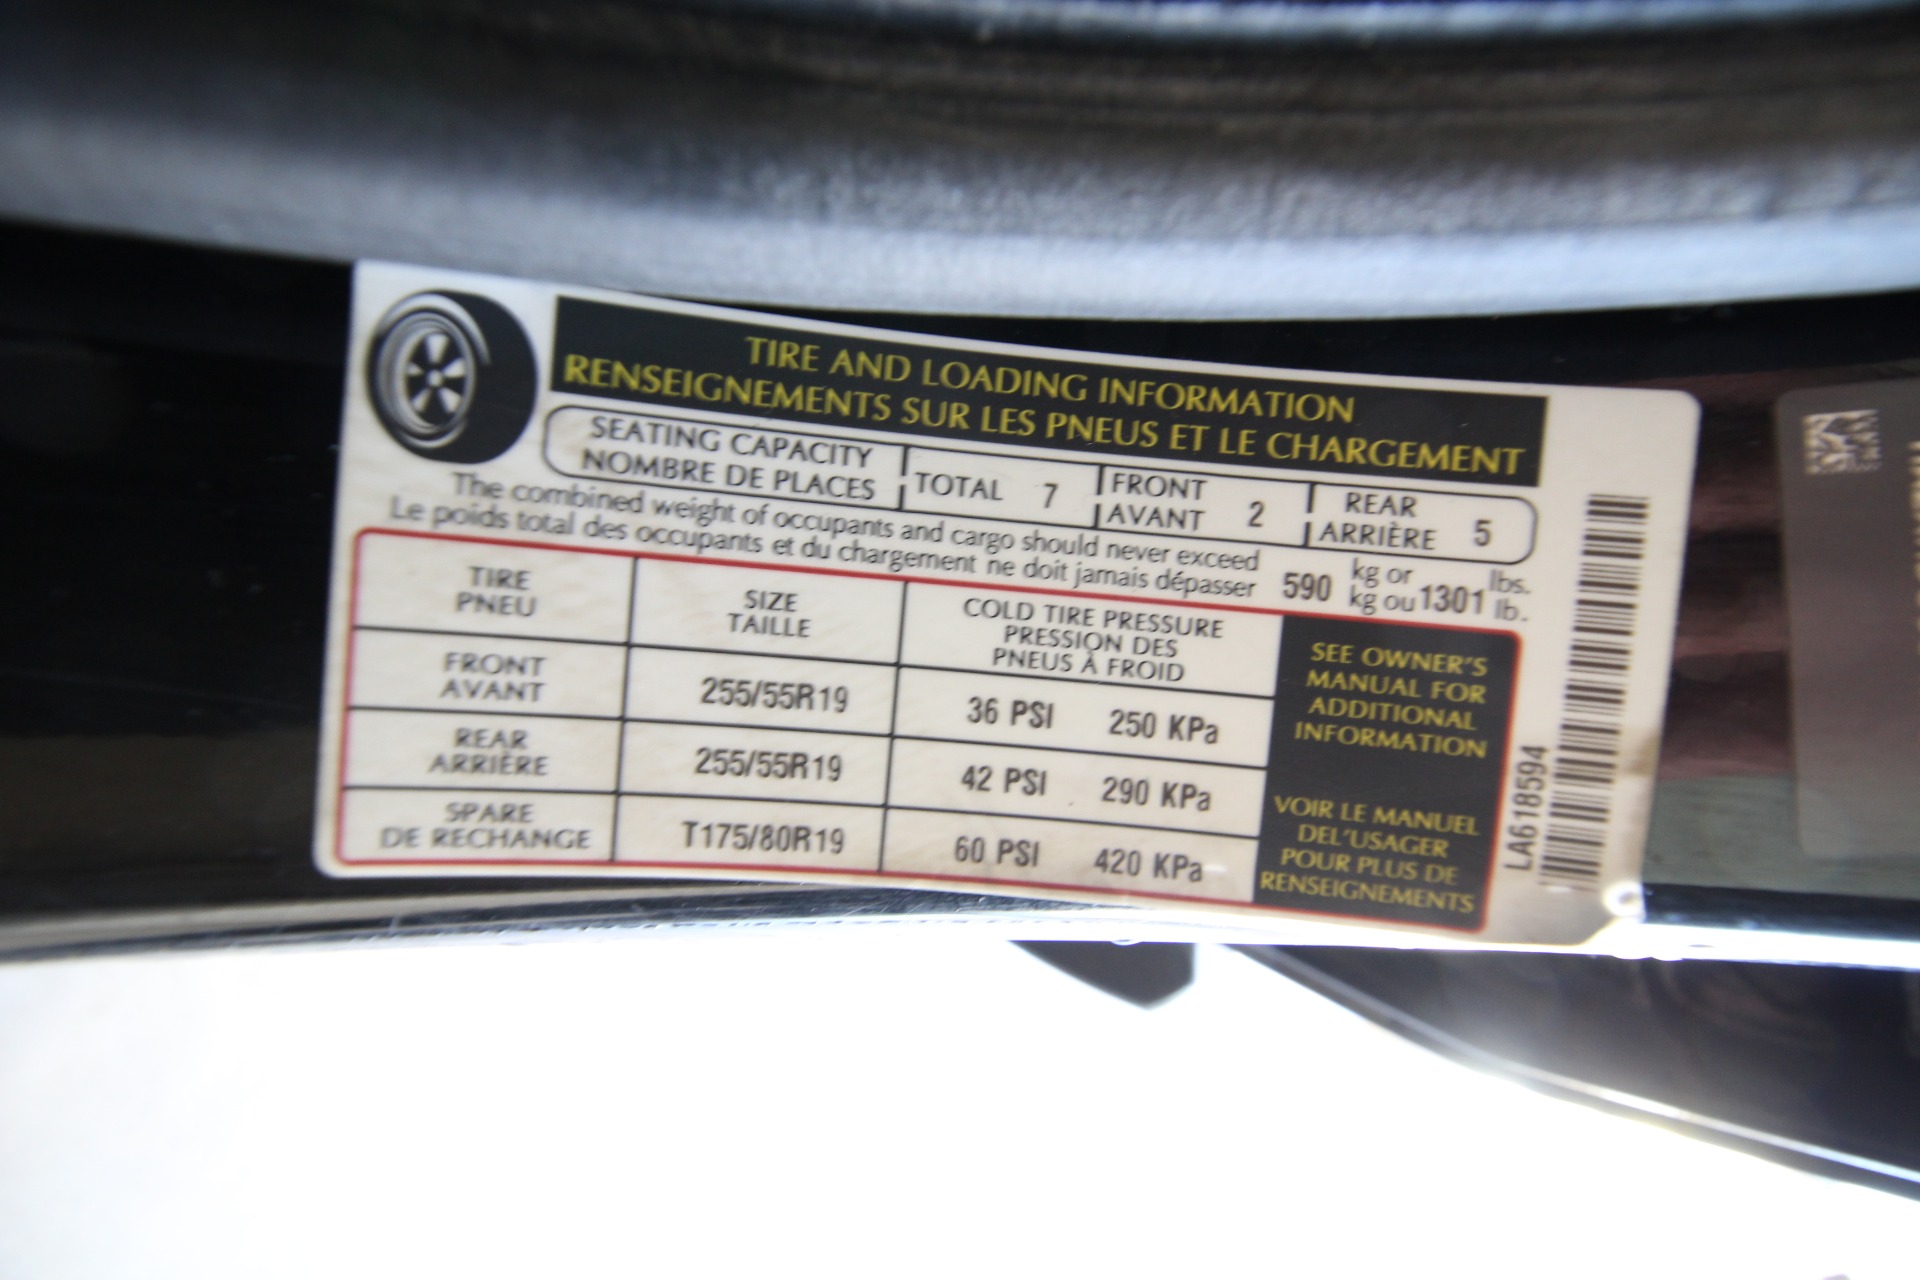 TIRE AND LOADING INFORMATION
RENSEIGNEMENTS SUR LES PNEUS ET LE CHARGEMENT
SEATING CAPACITY
NOMBRE DE PLACES
TOTAL 7
FRONT
AVANT 2
REAR
ARRIÈRE 5
The combined weight of occupants and cargo should never exceed
Le poids total des occupants et du chargement ne doit jamais dépasser
590
kg or
kg ou
1301
lbs.
lb.
TIRE
PNEU
SIZE
TAILLE
COLD TIRE PRESSURE
PRESSION DES
PNEUS À FROID
FRONT
AVANT
255/55R19
36 PSI 250 KPa
REAR
ARRIÈRE
255/55R19
42 PSI 290 KPa
SPARE
DE RECHANGE
T175/80R19
60 PSI 420 KPa
SEE OWNER'S
MANUAL FOR
ADDITIONAL
INFORMATION
VOIR LE MANUEL
DEL'USAGER
POUR PLUS DE
RENSEIGNEMENTS
LA618594